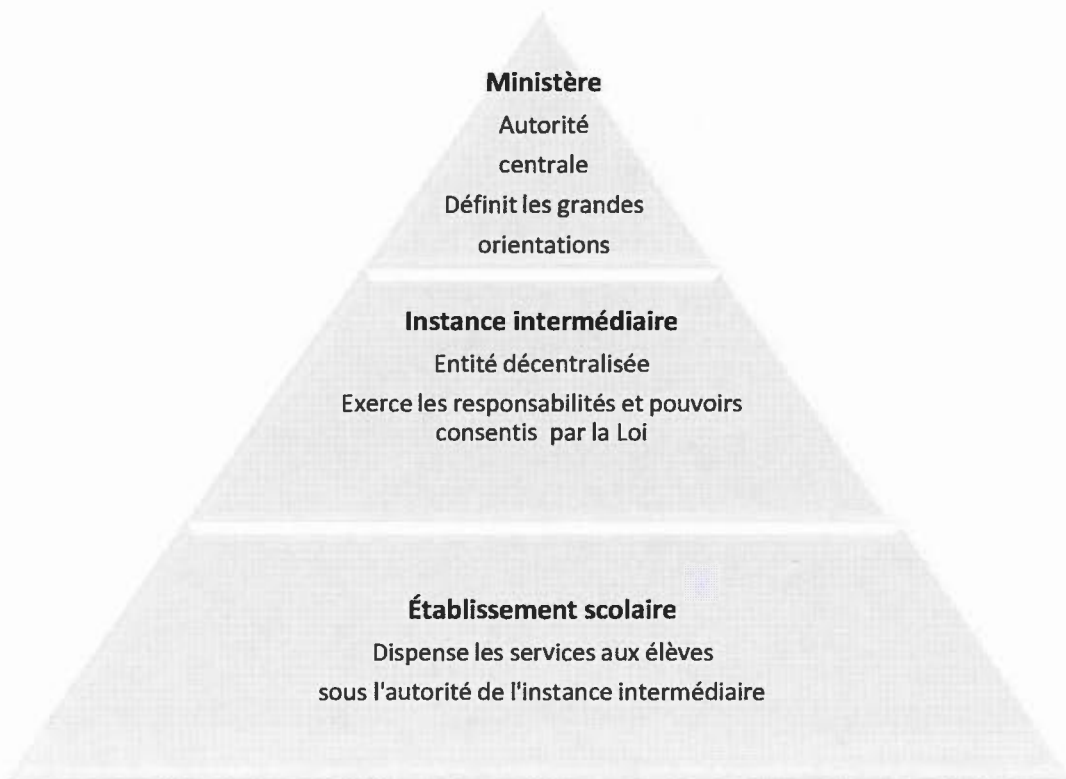 Ministère
Autorité
centrale
Définit les grandes
orientations
Instance intermédiaire
Entité décentralisée
Exerce les responsabilités et pouvoirs
consentis par la Loi
Établissement scolaire
Dispense les services aux élèves
sous l'autorité de l'instance intermédiaire